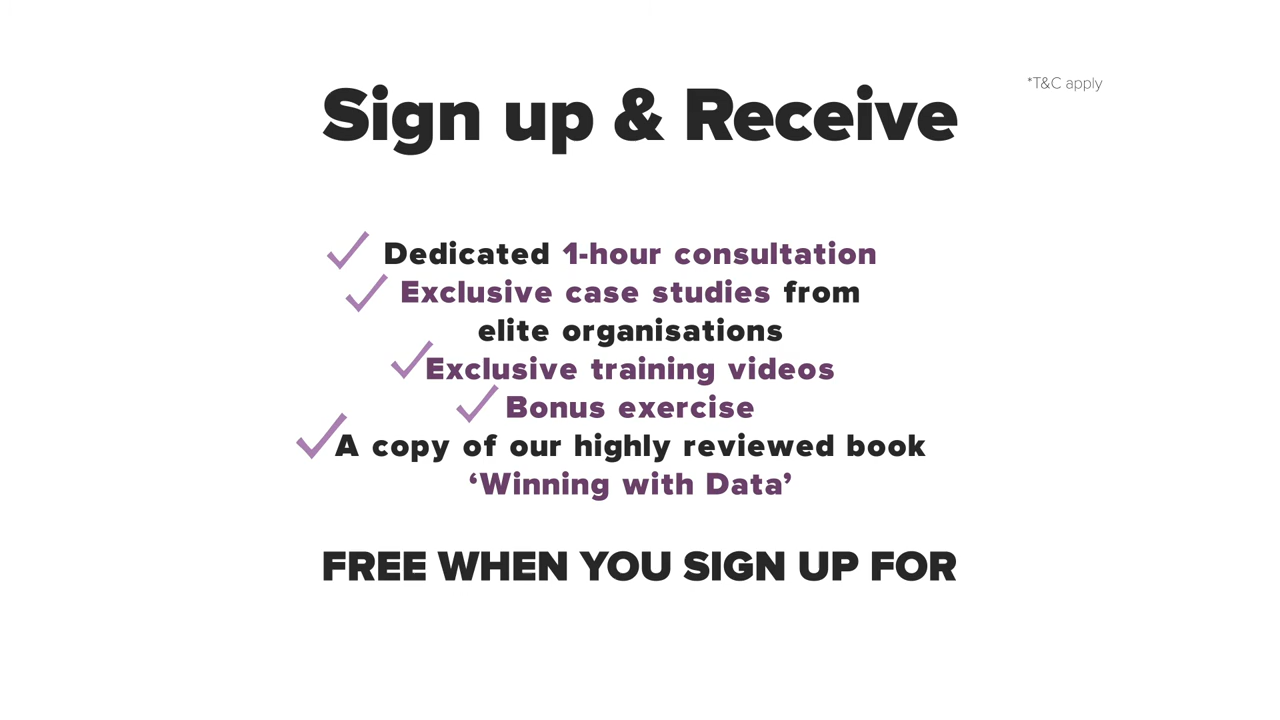 *T&C apply
Sign up & Receive
Dedicated 1-hour consultation
Exclusive case studies from
elite organisations
Exclusive training videos
Bonus exercise
A copy of our highly reviewed book
‘Winning with Data’
FREE WHEN YOU SIGN UP FOR